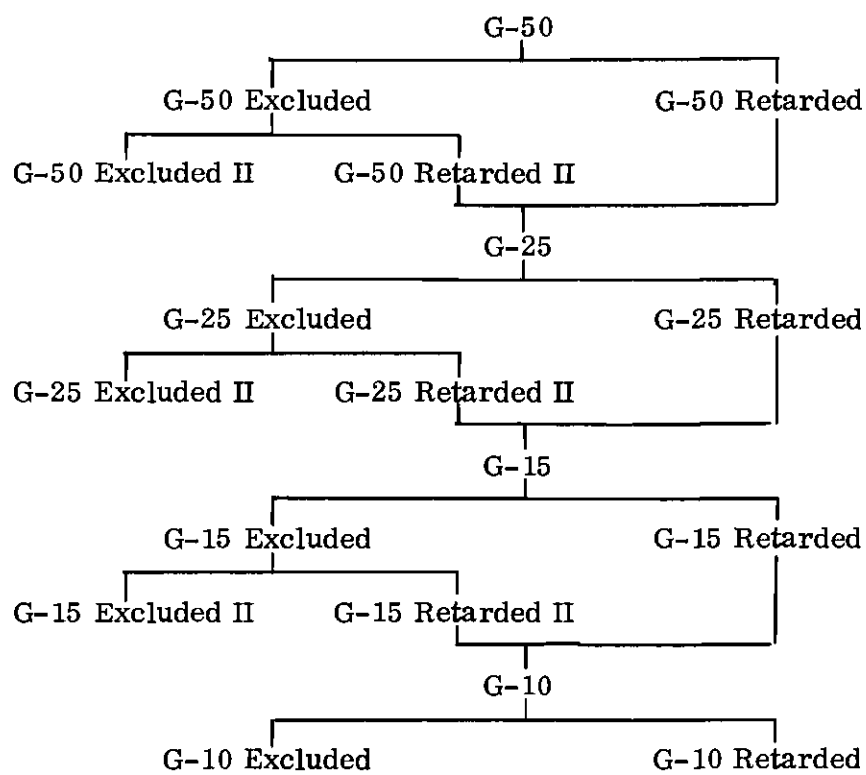 G-50
G-50 Excluded G-50 Retarded
G-50 Excluded II G-50 Retarded II
G-25
G-25 Excluded G-25 Retarded
G-25 Excluded II G-25 Retarded II
G-15
G-15 Excluded G-15 Retarded
G-15 Excluded II G-15 Retarded II
G-10
G-10 Excluded G-10 Retarded